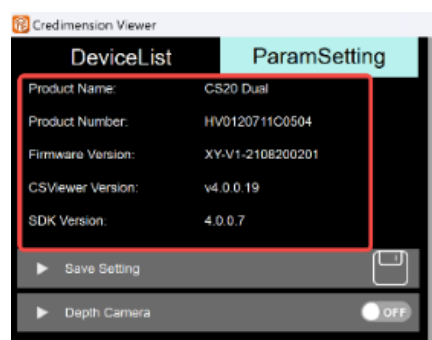 Credimension Viewer
DeviceList ParamSetting
Product Name: CS20 Dual
Product Number: HV0120711C0504
Firmware Version: XY-V1-2108200201
CSViewer Version: v4.0.0.19
SDK Version: 4.0.0.7
Save Setting
Depth Camera OFF